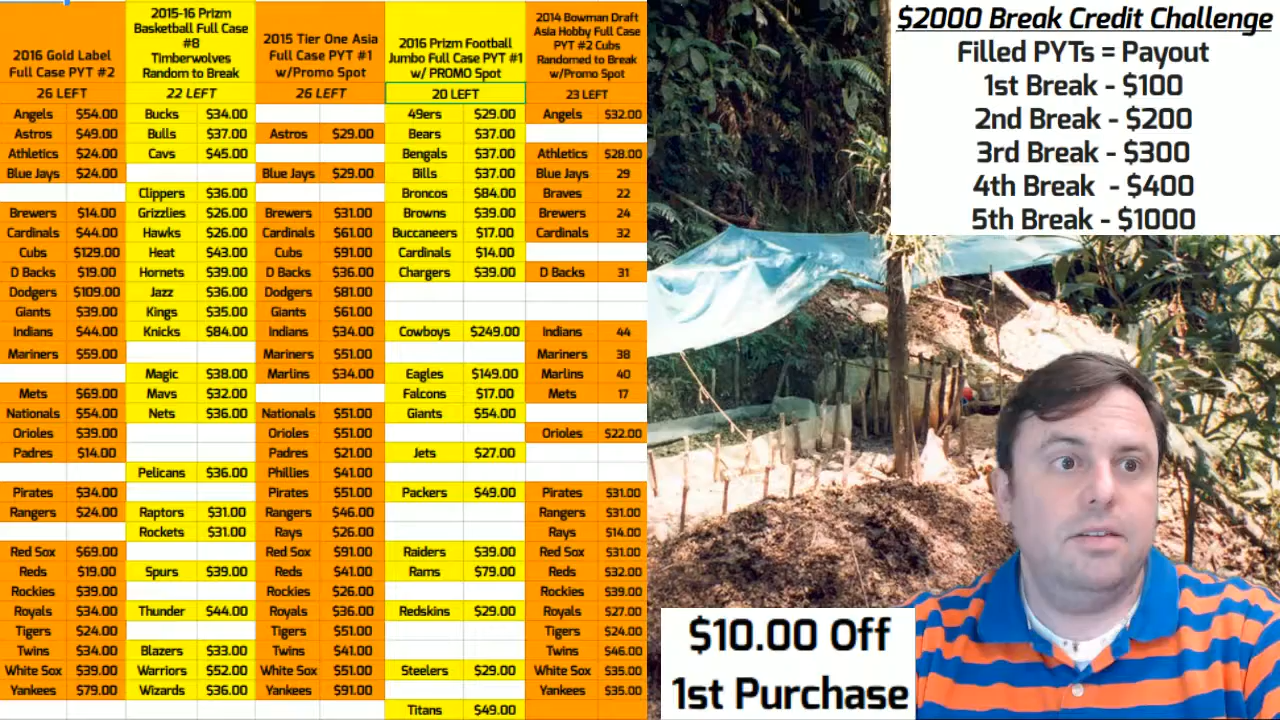 2016 Gold Label
Full Case PYT #2
26 LEFT
Angels $54.00
Astros $49.00
Athletics $24.00
Blue Jays $24.00
Brewers $14.00
Cardinals $44.00
Cubs $129.00
D Backs $19.00
Dodgers $109.00
Giants $39.00
Indians $44.00
Mariners $59.00
Mets $69.00
Nationals $54.00
Orioles $39.00
Padres $14.00
Pirates $34.00
Rangers $24.00
Red Sox $69.00
Reds $19.00
Rockies $39.00
Royals $34.00
Tigers $24.00
Twins $34.00
White Sox $39.00
Yankees $79.00
2015-16 Prizm
Basketball Full Case
#8
Timberwolves
Random to Break
22 LEFT
Bucks $34.00
Bulls $37.00
Cavs $45.00
Clippers $36.00
Grizzlies $26.00
Hawks $26.00
Heat $43.00
Hornets $39.00
Jazz $36.00
Kings $35.00
Knicks $84.00
Magic $38.00
Mavs $32.00
Nets $36.00
Pelicans $36.00
Raptors $31.00
Rockets $31.00
Spurs $39.00
Thunder $44.00
Blazers $33.00
Warriors $52.00
Wizards $36.00
2015 Tier One Asia
Full Case PYT #1
w/Promo Spot
26 LEFT
Astros $29.00
Blue Jays $29.00
Brewers $31.00
Cardinals $61.00
Cubs $91.00
D Backs $36.00
Dodgers $81.00
Giants $61.00
Indians $34.00
Mariners $51.00
Marlins $34.00
Nationals $51.00
Orioles $51.00
Padres $21.00
Phillies $41.00
Pirates $51.00
Rangers $46.00
Rays $26.00
Red Sox $91.00
Reds $41.00
Rockies $26.00
Royals $36.00
Tigers $51.00
Twins $41.00
White Sox $51.00
Yankees $91.00
2016 Prizm Football
Jumbo Full Case PYT #1
w/ PROMO Spot
20 LEFT
49ers $29.00
Bears $37.00
Bengals $37.00
Bills $37.00
Broncos $84.00
Browns $39.00
Buccaneers $17.00
Cardinals $14.00
Chargers $39.00
Cowboys $249.00
Eagles $149.00
Falcons $17.00
Giants $54.00
Jets $27.00
Packers $49.00
Raiders $39.00
Rams $79.00
Redskins $29.00
Steelers $29.00
Titans $49.00
2014 Bowman Draft
Asia Hobby Full Case
PYT #2 Cubs
Randomed to Break
w/Promo Spot
23 LEFT
Angels $32.00
Athletics $28.00
Blue Jays 29
Braves 22
Brewers 24
Cardinals 32
D Backs 31
Indians 44
Mariners 38
Marlins 40
Mets 17
Orioles $22.00
Pirates $31.00
Rangers $31.00
Rays $14.00
Red Sox $31.00
Reds $32.00
Rockies $39.00
Royals $27.00
Tigers $24.00
Twins $46.00
White Sox $35.00
Yankees $35.00
$2000 Break Credit Challenge
Filled PYTs = Payout
1st Break - $100
2nd Break - $200
3rd Break - $300
4th Break - $400
5th Break - $1000
$10.00 Off
1st Purchase